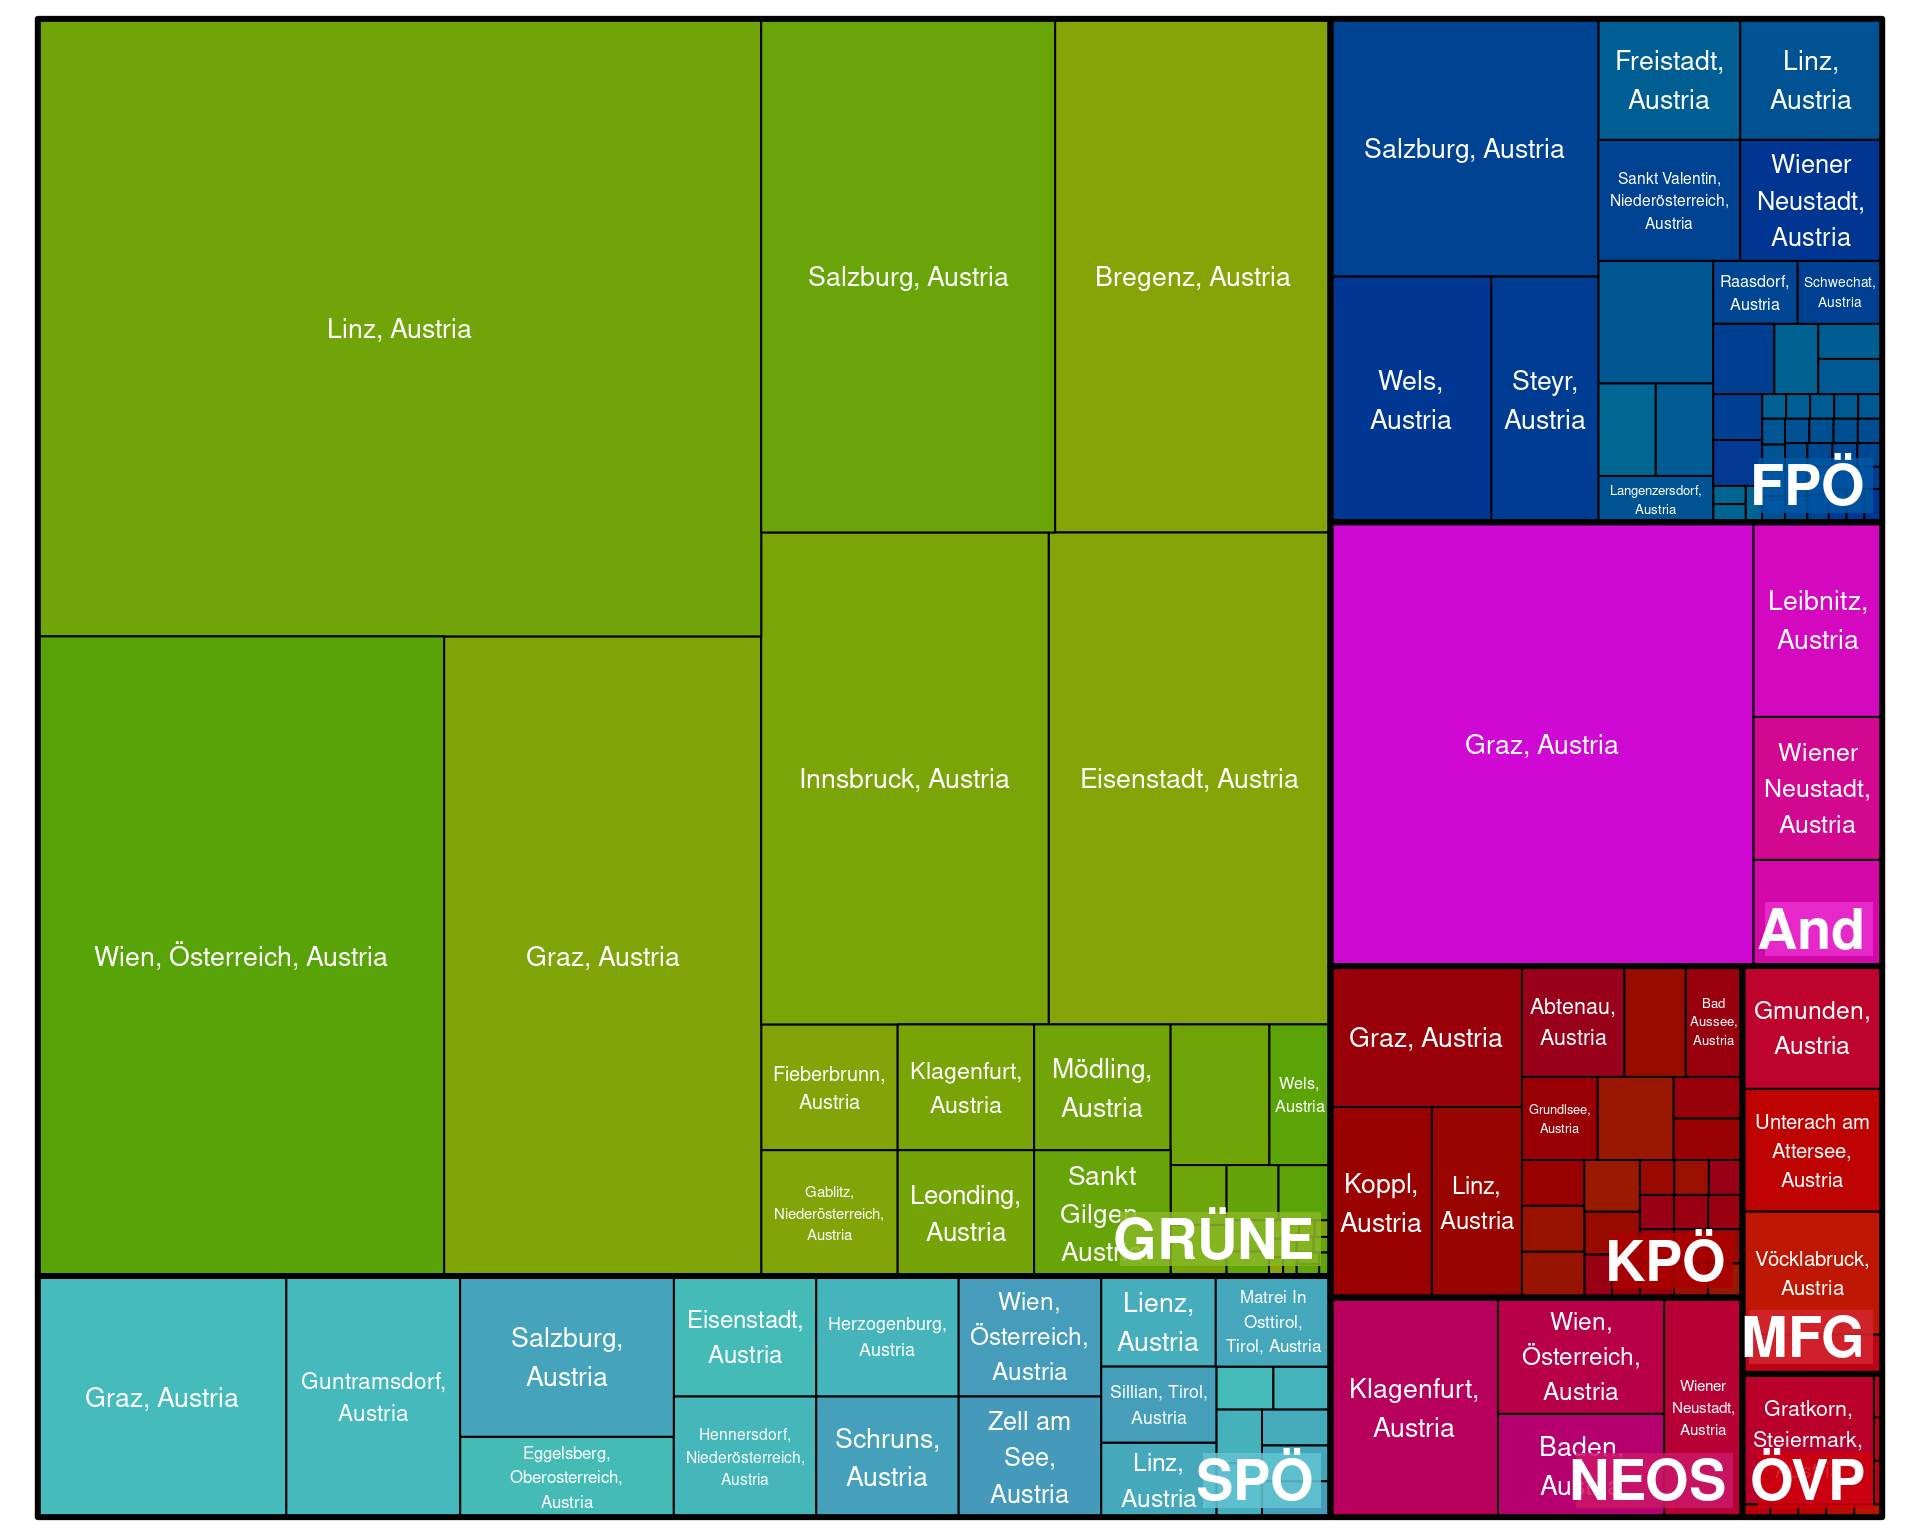 Linz, Austria
Salzburg, Austria
Bregenz, Austria
Wien, Österreich, Austria
Graz, Austria
Innsbruck, Austria
Eisenstadt, Austria
Fieberbrunn,
Austria
Klagenfurt,
Austria
Mödling,
Austria
Wels,
Austria
Gablitz,
Niederösterreich,
Austria
Leonding,
Austria
Sankt
Gilgen
GRÜNE
Salzburg, Austria
Freistadt,
Austria
Linz,
Austria
Sankt Valentin,
Niederösterreich,
Austria
Wiener
Neustadt,
Austria
Wels,
Austria
Steyr,
Austria
Raasdorf,
Austria
Schwechat,
Austria
Langenzersdorf,
Austria
FPÖ
Graz, Austria
Leibnitz,
Austria
Wiener
Neustadt,
Austria
And
Graz, Austria
Abtenau,
Austria
Bad
Aussee,
Austria
Grundlsee,
Austria
Koppl,
Austria
Linz,
Austria
KPÖ
Gmunden,
Austria
Unterach am
Attersee,
Austria
Vöcklabruck,
Austria
MFG
Graz, Austria
Guntramsdorf,
Austria
Salzburg,
Austria
Eggelsberg,
Oberosterreich,
Austria
Eisenstadt,
Austria
Hennersdorf,
Niederösterreich,
Austria
Herzogenburg,
Austria
Schruns,
Austria
Wien,
Österreich,
Austria
Zell am
See,
Austria
Lienz,
Austria
Matrei In
Osttirol,
Tirol, Austria
Sillian, Tirol,
Austria
Linz,
Austria
SPÖ
Klagenfurt,
Austria
Wien,
Österreich,
Austria
Baden,
Wiener
Neustadt,
Austria
NEOS
Gratkorn,
Steiermark,
ÖVP